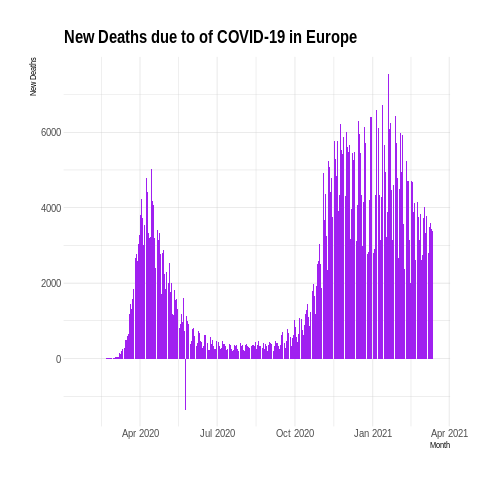 New Deaths due to of COVID-19 in Europe
New Deaths
6000
4000
2000
0
Apr 2020 Jul 2020 Oct 2020 Jan 2021 Apr 2021
Month